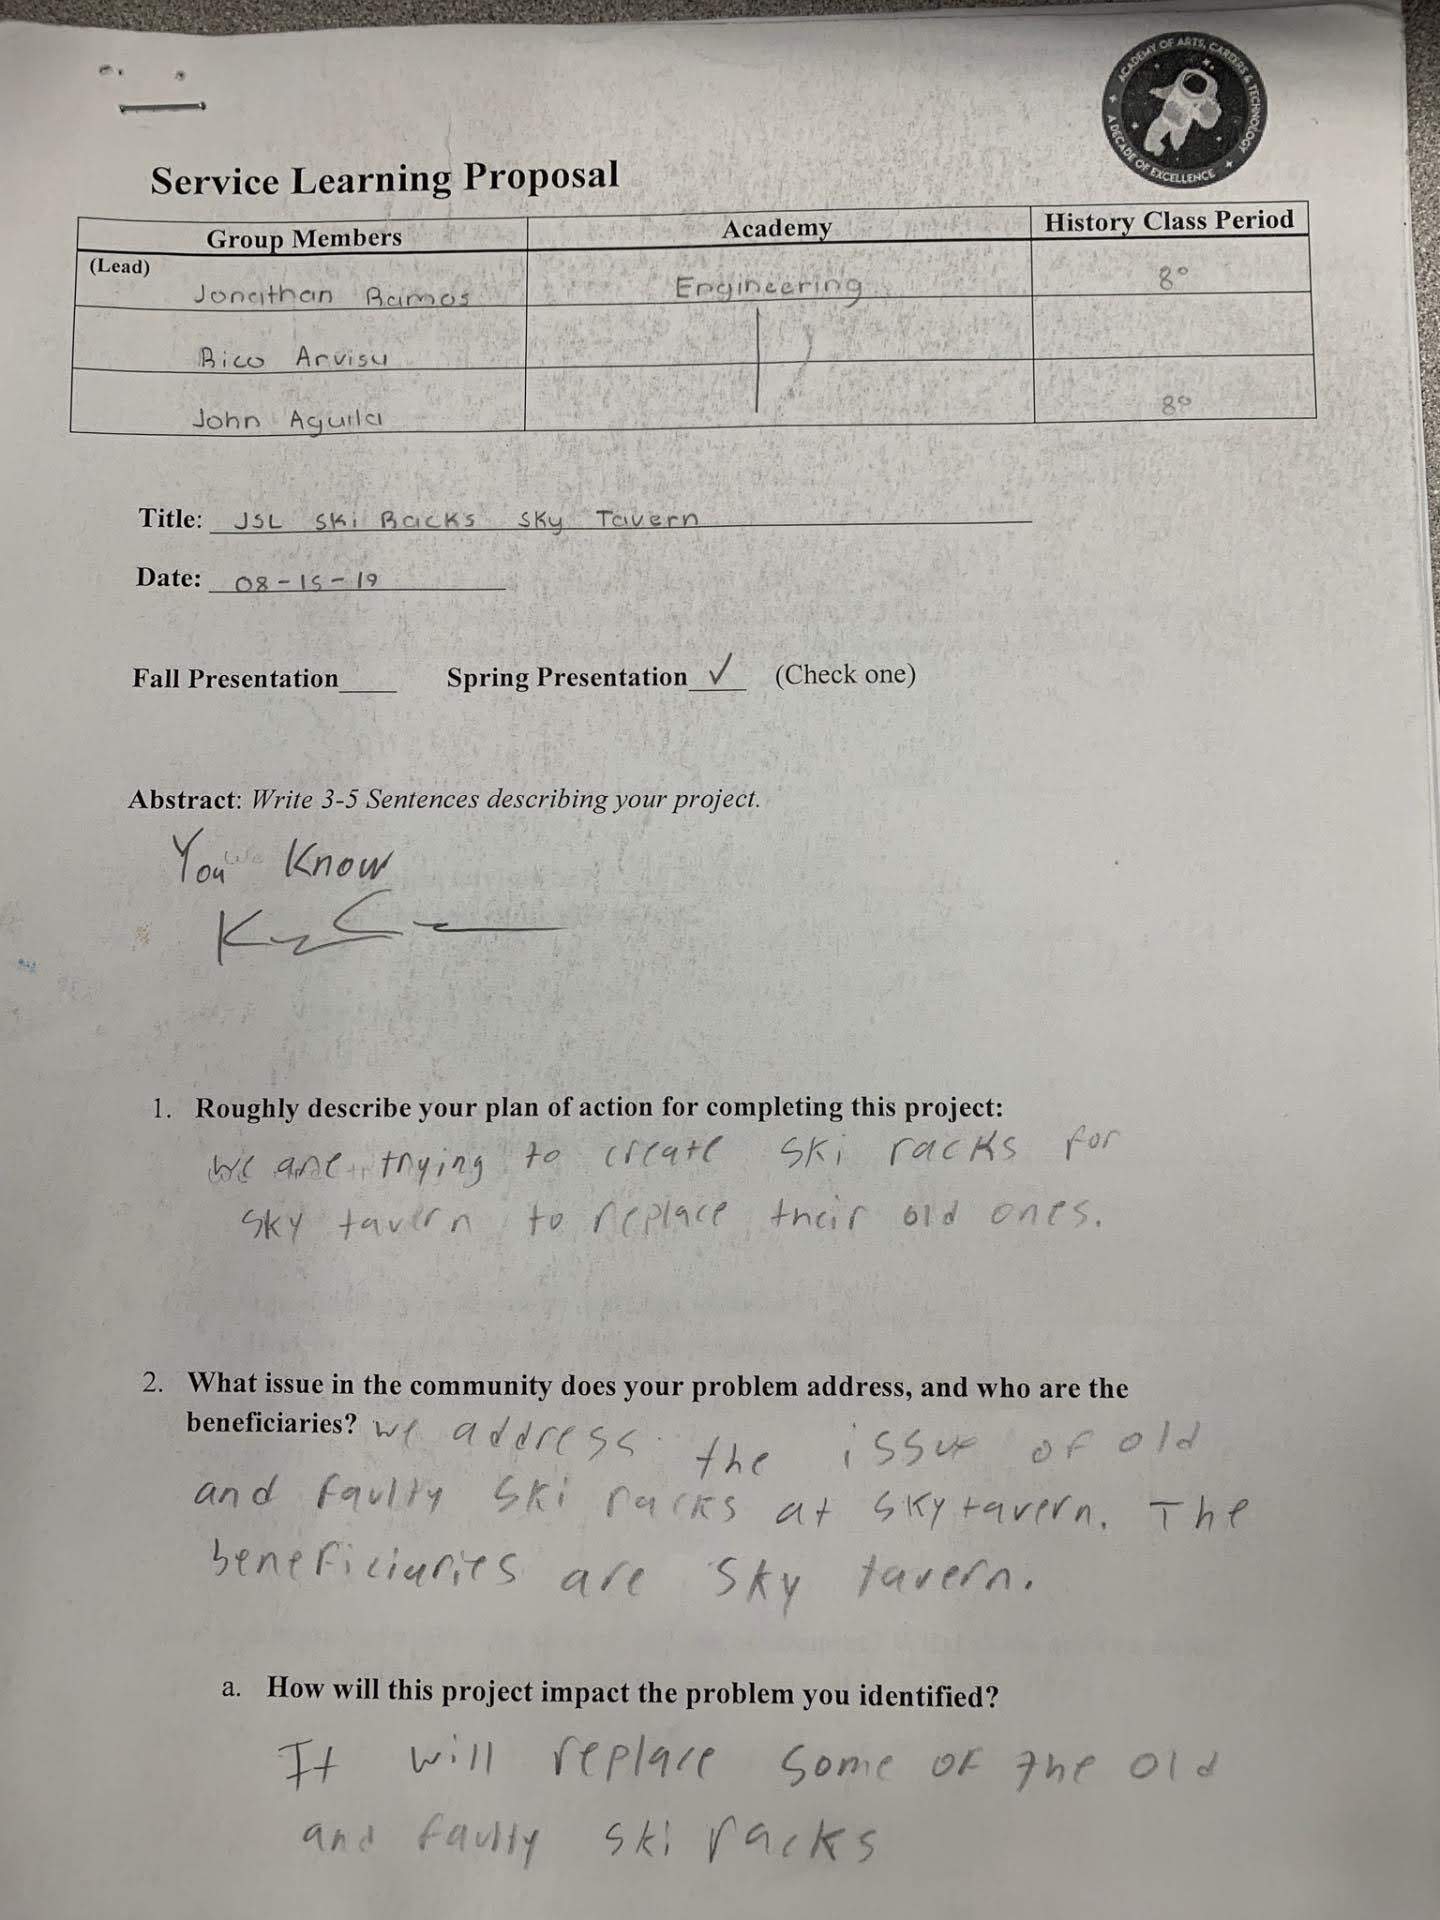 ACADEMY OF ARTS, CAREERS & TECHNOLOGY
A DECADE OF EXCELLENCE
Service Learning Proposal
Group Members Academy History Class Period
(Lead)
Jonathan Ramos Engineering 8°
Rico Arvisu
John Aguila 8°
Title: JSL Ski Racks Sky Tavern
Date: 08-15-19
Fall Presentation____ Spring Presentation ✓ (Check one)
Abstract: Write 3-5 Sentences describing your project.
You Know
1. Roughly describe your plan of action for completing this project:
We are trying to create ski racks for
sky tavern to replace their old ones.
2. What issue in the community does your problem address, and who are the
beneficiaries? we address the issue of old
and faulty ski racks at sky tavern. The
beneficiaries are sky tavern.
a. How will this project impact the problem you identified?
It will replace some of the old
and faulty ski racks